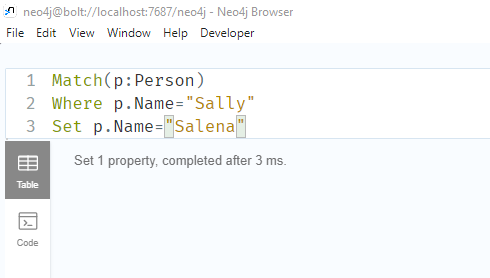 neo4j@bolt://localhost:7687/neo4j - Neo4j Browser
File Edit View Window Help Developer
1 Match(p:Person)
2 Where p.Name="Sally"
3 Set p.Name="Salena"
Set 1 property, completed after 3 ms.
Table
Code